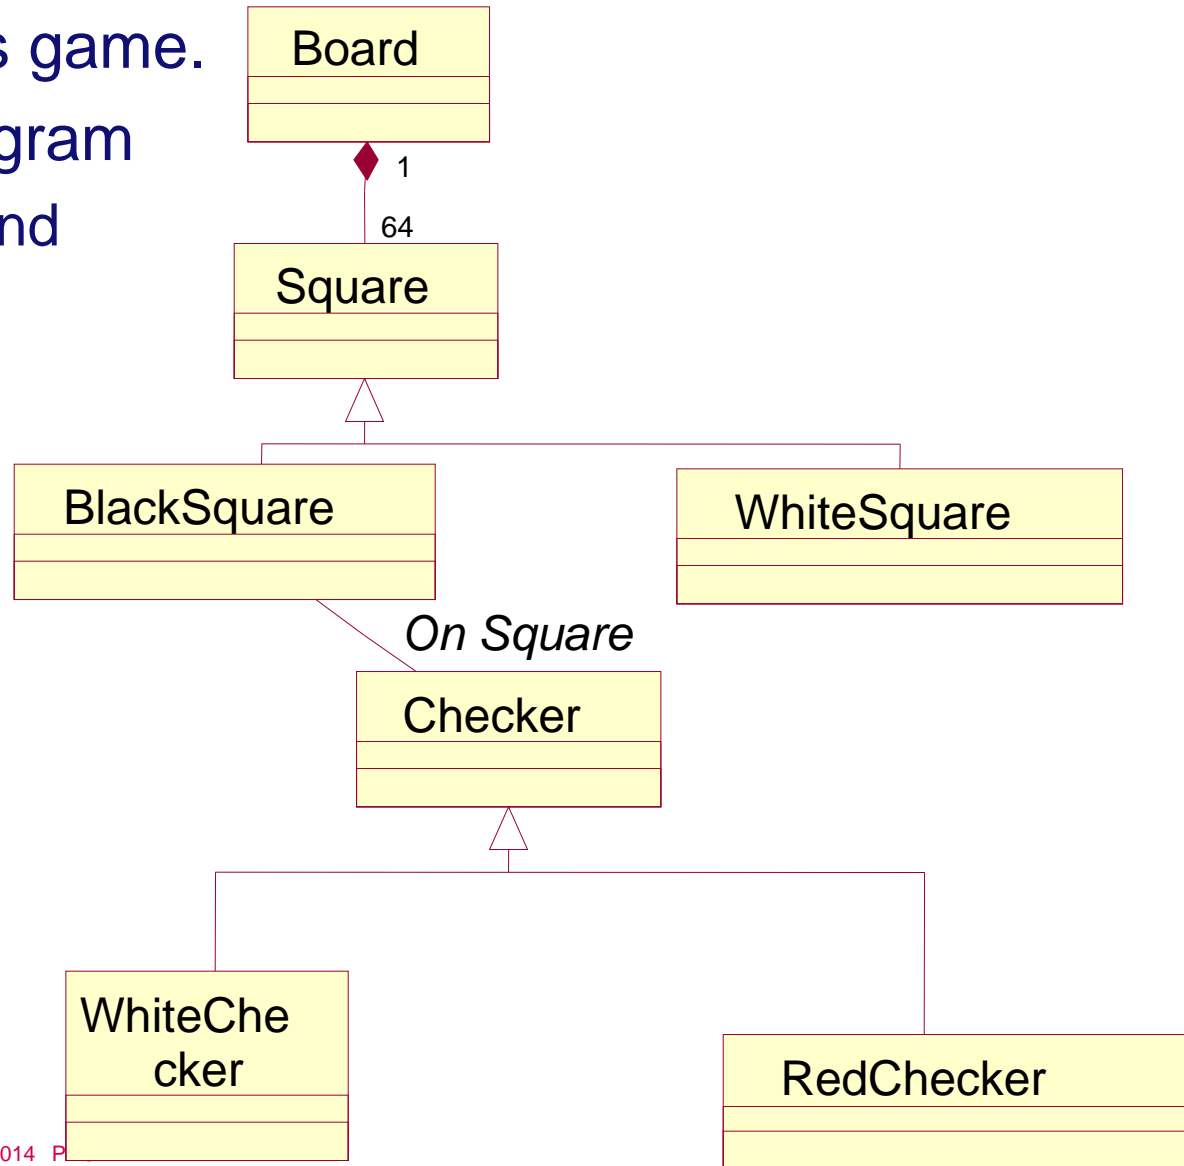 s game.
Board
gram
1
nd
64
Square
BlackSquare
WhiteSquare
On Square
Checker
WhiteChe
cker
RedChecker
014 P